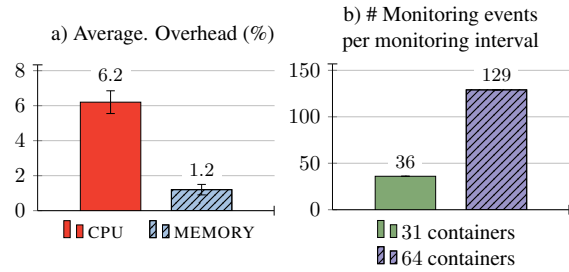 a) Average. Overhead (%)
8
6
4
2
0
6.2
1.2
CPU
MEMORY
b) # Monitoring events
per monitoring interval
150
100
50
0
36
129
31 containers
64 containers